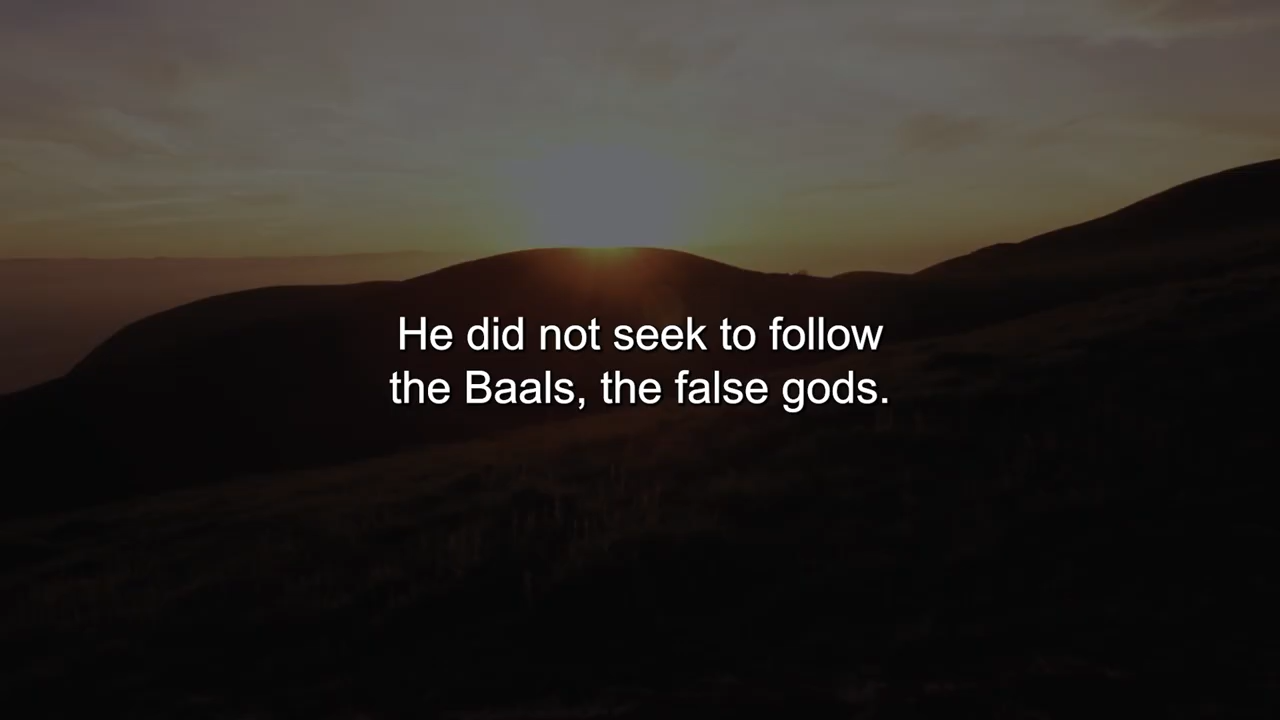 He did not seek to follow
the Baals, the false gods.